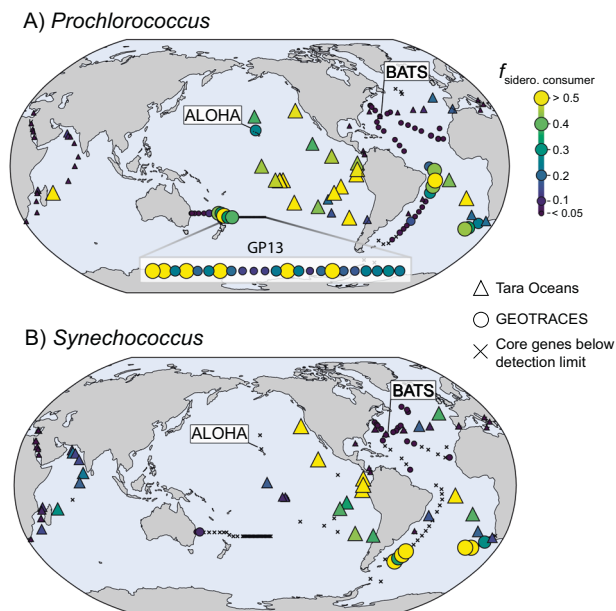 A) Prochlorococcus
BATS
ALOHA
GP13
f sidero. consumer
> 0.5
0.4
0.3
0.2
0.1
< 0.05
Tara Oceans
GEOTRACES
Core genes below
detection limit
B) Synechococcus
BATS
ALOHA